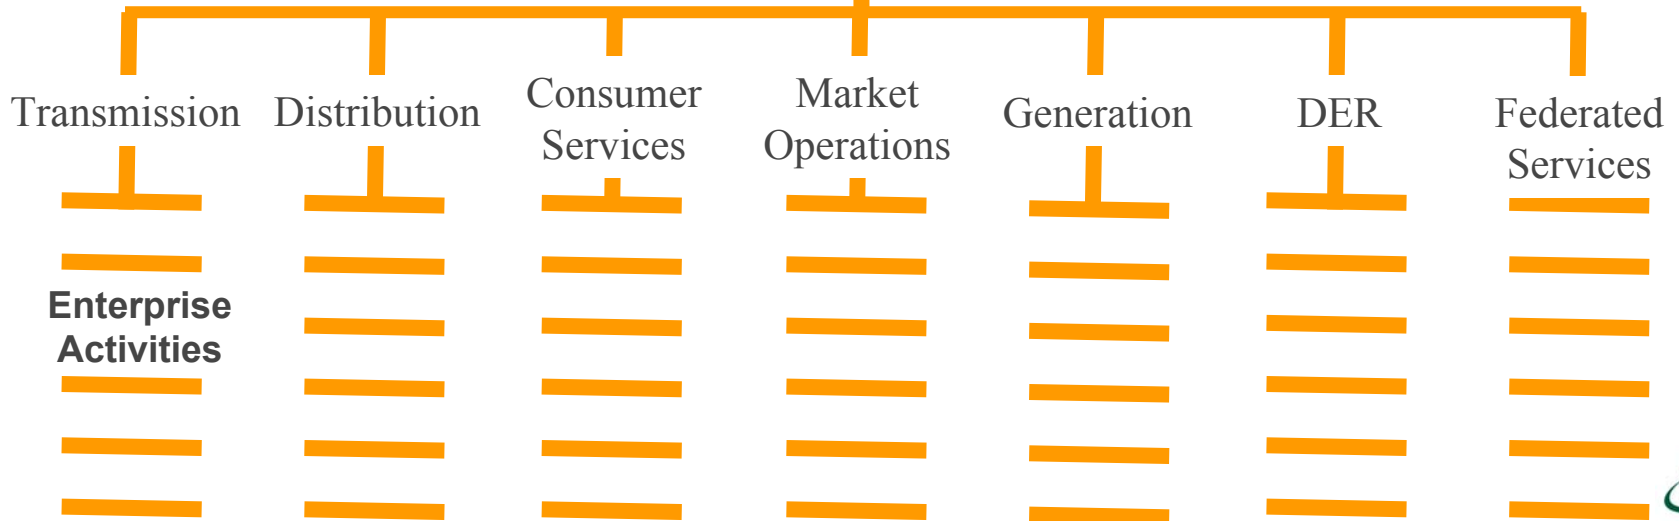 Transmission
Distribution
Consumer
Services
Market
Operations
Generation
DER
Federated
Services
Enterprise
Activities